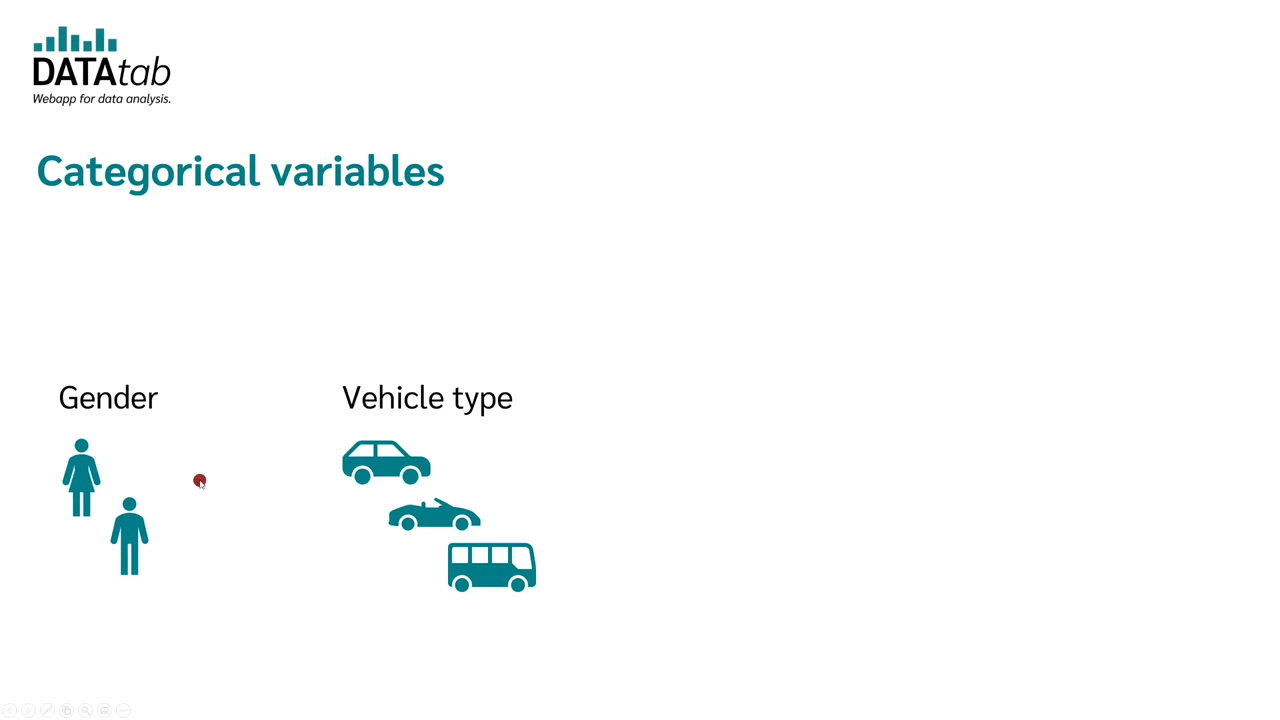 DATAtab
Webapp for data analysis.
Categorical variables
Gender
Vehicle type